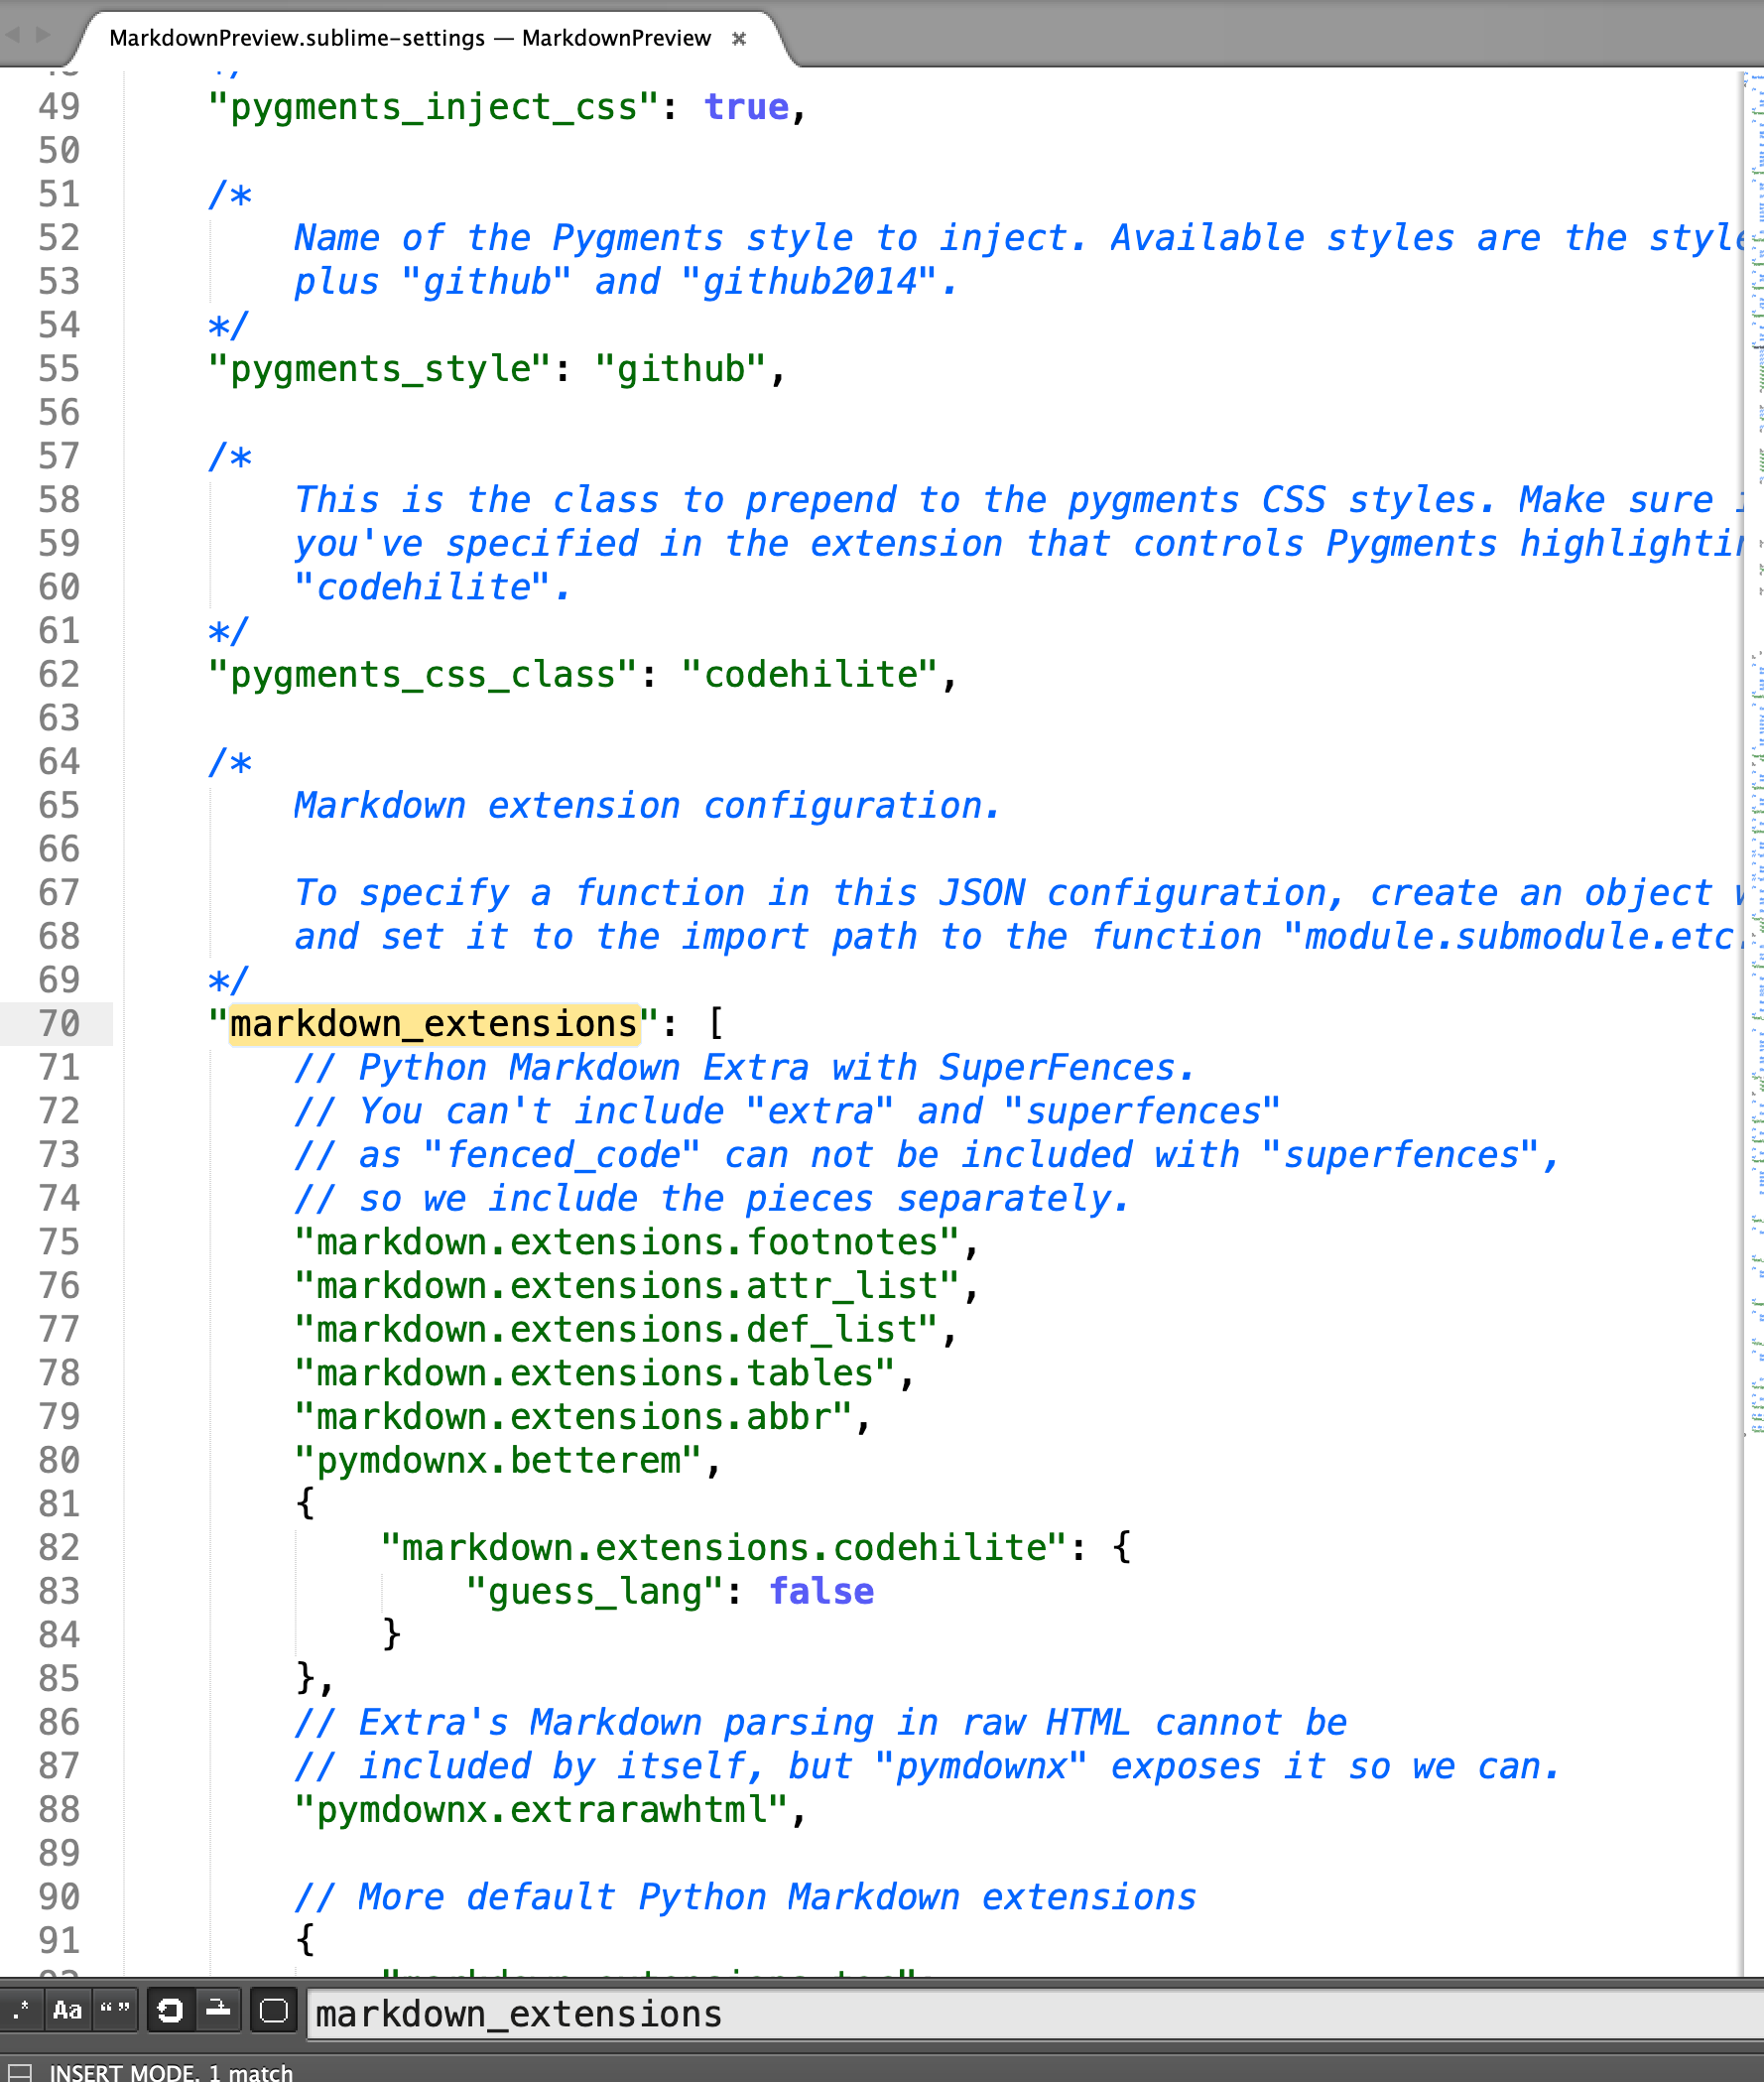 MarkdownPreview.sublime-settings — MarkdownPreview
49 "pygments_inject_css": true,
50
51 /*
52 Name of the Pygments style to inject. Available styles are the
53 plus "github" and "github2014".
54 */
55 "pygments_style": "github",
56
57 /*
58 This is the class to prepend to the pygments CSS styles. Make sure
59 you've specified in the extension that controls Pygments
60 "codehilite".
61 */
62 "pygments_css_class": "codehilite",
63
64 /*
65 Markdown extension configuration.
66
67 To specify a function in this JSON configuration, create an object
68 and set it to the import path to the function "module.submodule.etc.
69 */
70 "markdown_extensions": [
71 // Python Markdown Extra with SuperFences.
72 // You can't include "extra" and "superfences"
73 // as "fenced_code" can not be included with "superfences",
74 // so we include the pieces separately.
75 "markdown.extensions.footnotes",
76 "markdown.extensions.attr_list",
77 "markdown.extensions.def_list",
78 "markdown.extensions.tables",
79 "markdown.extensions.abbr",
80 "pymdownx.betterem",
81 {
82 "markdown.extensions.codehilite": {
83 "guess_lang": false
84 }
85 },
86 // Extra's Markdown parsing in raw HTML cannot be
87 // included by itself, but "pymdownx" exposes it so we can.
88 "pymdownx.extrarawhtml",
89
90 // More default Python Markdown extensions
91 {
.* Aa “ ” markdown_extensions
INSERT MODE, 1 match